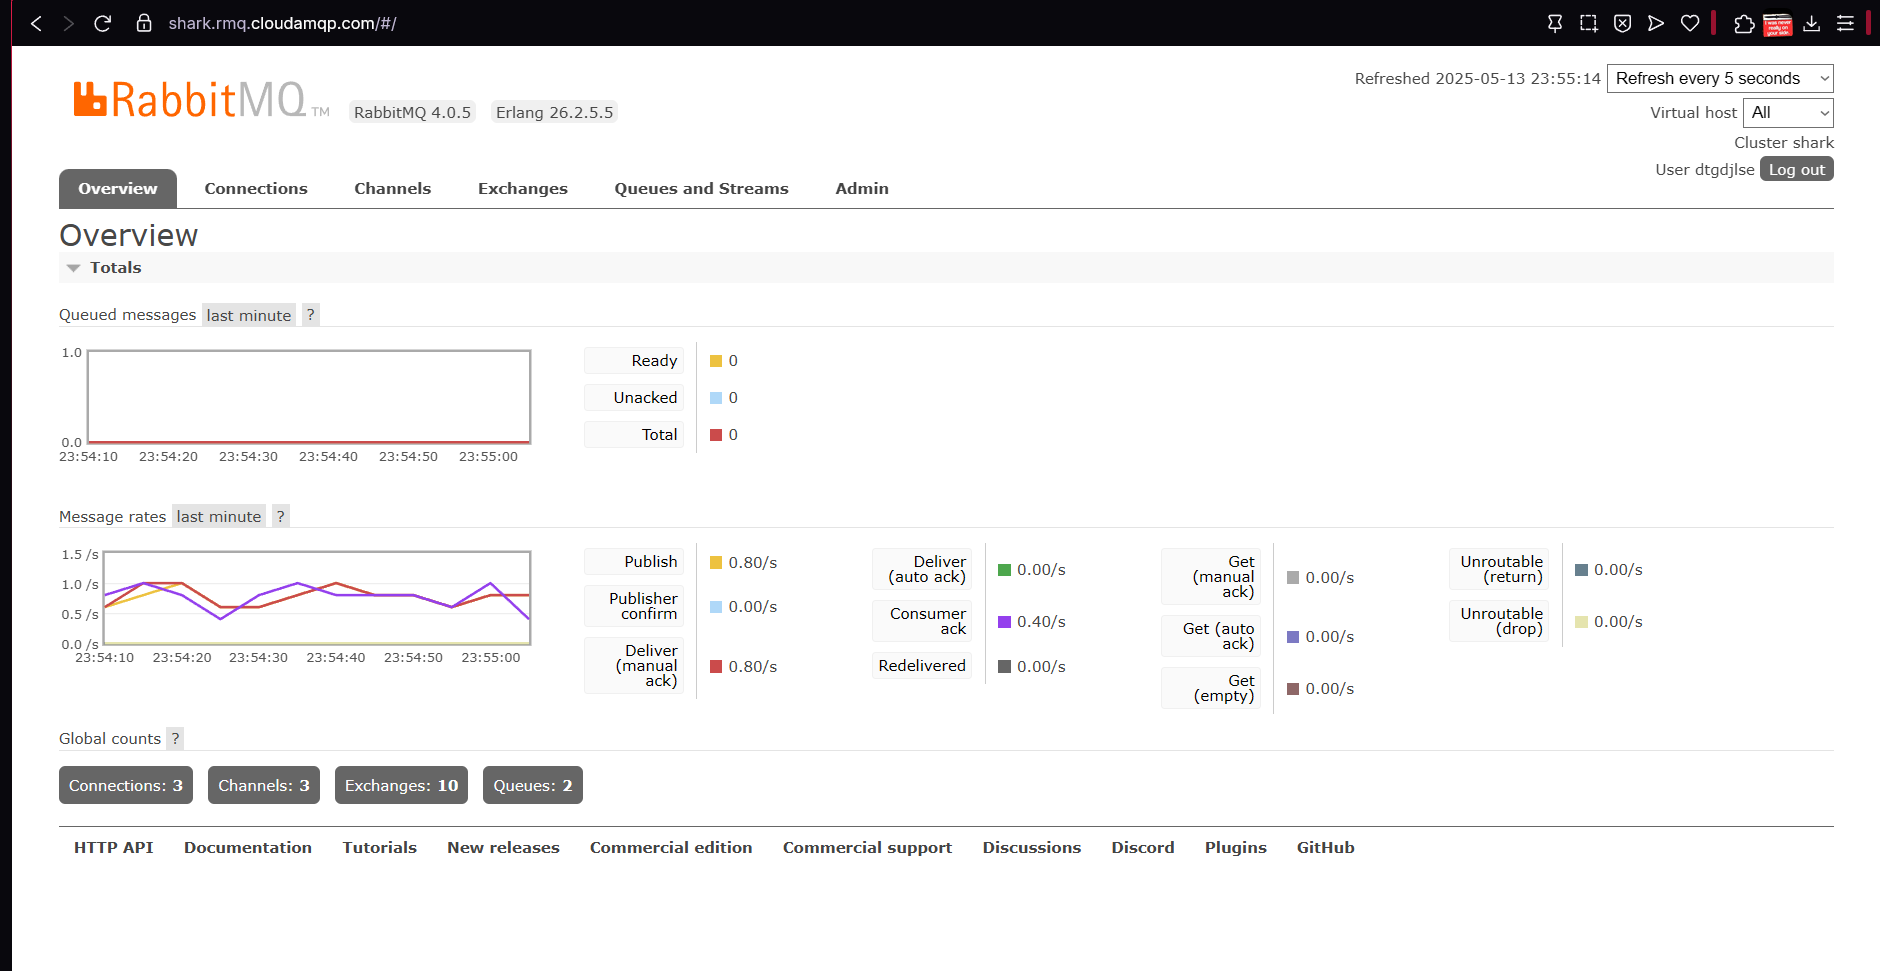 shark.rmq.cloudamqp.com/#/
RabbitMQ TM
RabbitMQ 4.0.5 Erlang 26.2.5.5
Refreshed 2025-05-13 23:55:14 Refresh every 5 seconds
Virtual host All
Cluster shark
User dtgdjlse Log out
Overview Connections Channels Exchanges Queues and Streams Admin
Overview
Totals
Queued messages last minute ?
1.0
0.0
23:54:10 23:54:20 23:54:30 23:54:40 23:54:50 23:55:00
Ready 0
Unacked 0
Total 0
Message rates last minute ?
1.5 /s
1.0 /s
0.5 /s
0.0 /s
23:54:10 23:54:20 23:54:30 23:54:40 23:54:50 23:55:00
Publish 0.80/s
Publisher
confirm 0.00/s
Deliver
(manual
ack) 0.80/s
Deliver
(auto ack) 0.00/s
Consumer
ack 0.40/s
Redelivered 0.00/s
Get
(manual
ack) 0.00/s
Get (auto
ack) 0.00/s
Get
(empty) 0.00/s
Unroutable
(return) 0.00/s
Unroutable
(drop) 0.00/s
Global counts ?
Connections: 3 Channels: 3 Exchanges: 10 Queues: 2
HTTP API Documentation Tutorials New releases Commercial edition Commercial support Discussions Discord Plugins GitHub